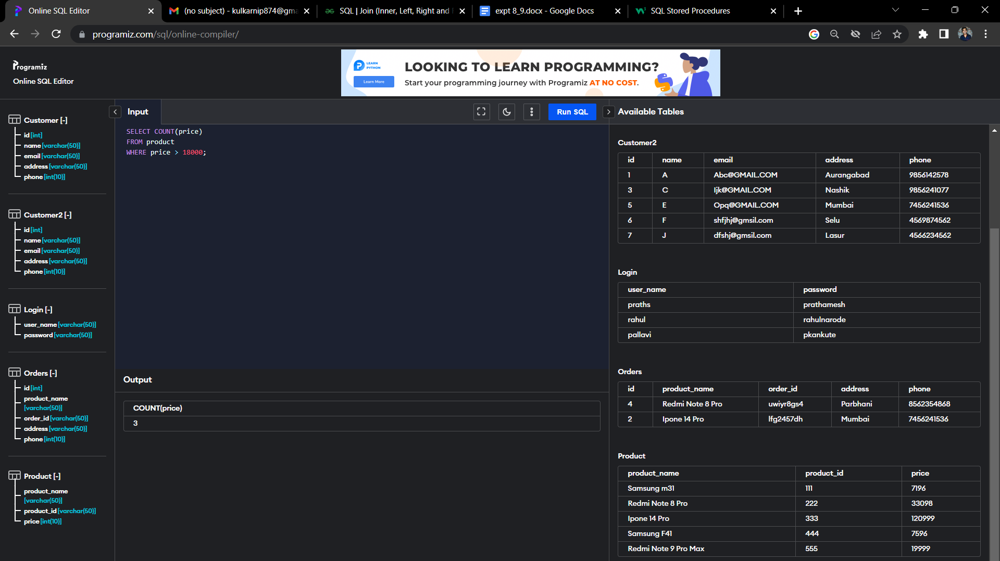 Online SQL Editor
(no subject) - kulkarnip874@gma
SQL | Join (Inner, Left, Right and F
expt 8_9.docx - Google Docs
SQL Stored Procedures
programiz.com/sql/online-compiler/
Programiz
Online SQL Editor
LEARN
PYTHON
Learn More
LOOKING TO LEARN PROGRAMMING?
Start your programming journey with Programiz AT NO COST.
Customer [-]
id [int]
name [varchar(50)]
email [varchar(50)]
address [varchar(50)]
phone [int(10)]
Customer2 [-]
id [int]
name [varchar(50)]
email [varchar(50)]
address [varchar(50)]
phone [int(10)]
Login [-]
user_name [varchar(50)]
password [varchar(50)]
Orders [-]
id [int]
product_name
[varchar(50)]
order_id [varchar(50)]
address [varchar(50)]
phone [int(10)]
Product [-]
product_name
[varchar(50)]
product_id [varchar(50)]
price [int(10)]
Input
Run SQL
SELECT COUNT(price)
FROM product
WHERE price > 18000;
Output
COUNT(price)
3
Available Tables
Customer2
id name email address phone
1 A Abc@GMAIL.COM Aurangabad 9856142578
3 C Ijk@GMAIL.COM Nashik 9856241077
5 E Opq@GMAIL.COM Mumbai 7456241536
6 F shfjhj@gmsil.com Selu 4569874562
7 J dfshj@gmsil.com Lasur 4566234562
Login
user_name password
praths prathamesh
rahul rahulnarode
pallavi pkankute
Orders
id product_name order_id address phone
4 Redmi Note 8 Pro uwiyr8gs4 Parbhani 8562354868
2 Ipone 14 Pro lfg2457dh Mumbai 7456241536
Product
product_name product_id price
Samsung m31 111 7196
Redmi Note 8 Pro 222 33098
Ipone 14 Pro 333 120999
Samsung F41 444 7596
Redmi Note 9 Pro Max 555 19999